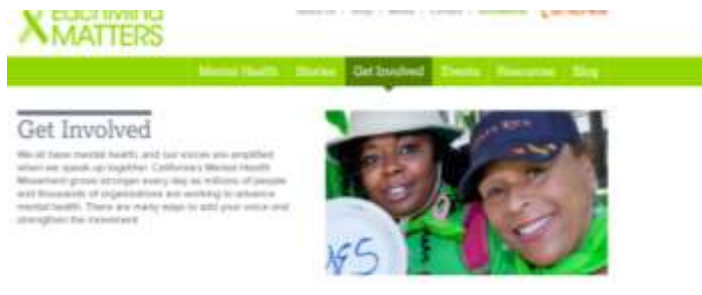 EachMind
MATTERS
Mental Health Stories Get Involved Events Resources Blog
Get Involved
We all have mental health, and our voices are amplified
when we speak up together. California's Mental Health
Movement grows stronger every day as millions of people
and thousands of organizations are working to advance
mental health. There are many ways to add your voice and
strengthen the movement.